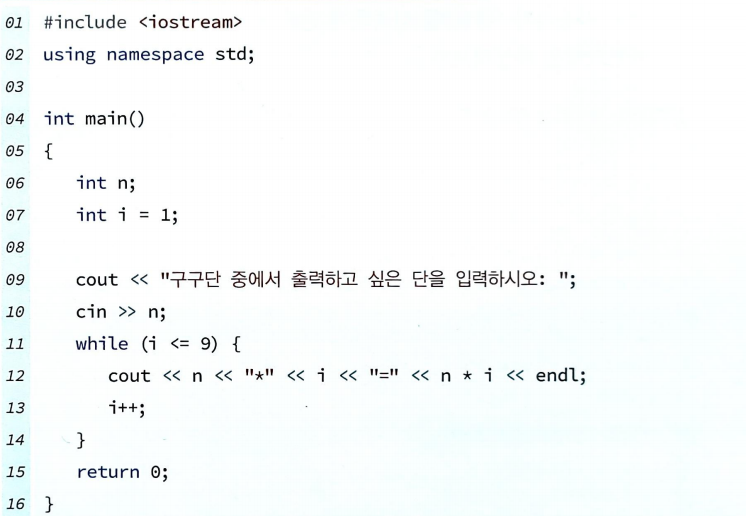 01 #include <iostream>
02 using namespace std;
03
04 int main()
05 {
06 int n;
07 int i = 1;
08
09 cout << "구구단 중에서 출력하고 싶은 단을 입력하시오: ";
10 cin >> n;
11 while (i <= 9) {
12 cout << n << "*" << i << "=" << n * i << endl;
13 i++;
14 }
15 return 0;
16 }